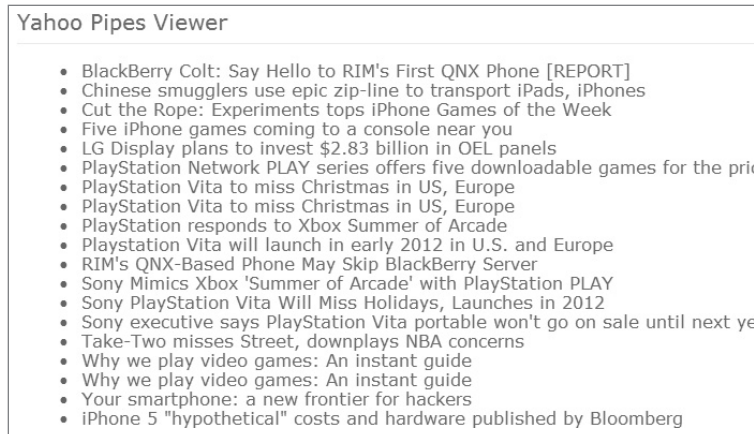 Yahoo Pipes Viewer
BlackBerry Colt: Say Hello to RIM's First QNX Phone [REPORT]
Chinese smugglers use epic zip-line to transport iPads, iPhones
Cut the Rope: Experiments tops iPhone Games of the Week
Five iPhone games coming to a console near you
LG Display plans to invest $2.83 billion in OEL panels
PlayStation Network PLAY series offers five downloadable games for the
PlayStation Vita to miss Christmas in US, Europe
PlayStation Vita to miss Christmas in US, Europe
PlayStation responds to Xbox Summer of Arcade
Playstation Vita will launch in early 2012 in U.S. and Europe
RIM's QNX-Based Phone May Skip BlackBerry Server
Sony Mimics Xbox 'Summer of Arcade' with PlayStation PLAY
Sony PlayStation Vita Will Miss Holidays, Launches in 2012
Sony executive says PlayStation Vita portable won't go on sale until next
Take-Two misses Street, downplays NBA concerns
Why we play video games: An instant guide
Why we play video games: An instant guide
Your smartphone: a new frontier for hackers
iPhone 5 "hypothetical" costs and hardware published by Bloomberg